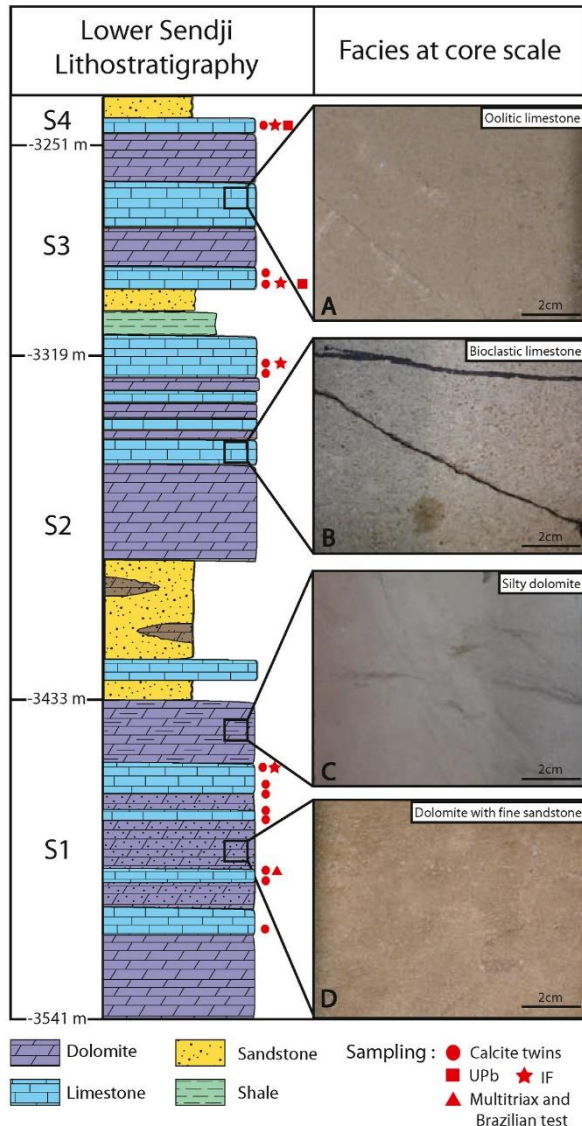 Lower Sendji
Lithostratigraphy
Facies at core scale
S4
-3251 m
S3
-3319 m
S2
-3433 m
S1
-3541 m
Oolitic limestone
A
2cm
Bioclastic limestone
B
2cm
Silty dolomite
C
2cm
Dolomite with fine sandstone
D
2cm
Dolomite
Sandstone
Limestone
Shale
Sampling :
Calcite twins
UPb
IF
Multitriax and
Brazilian test